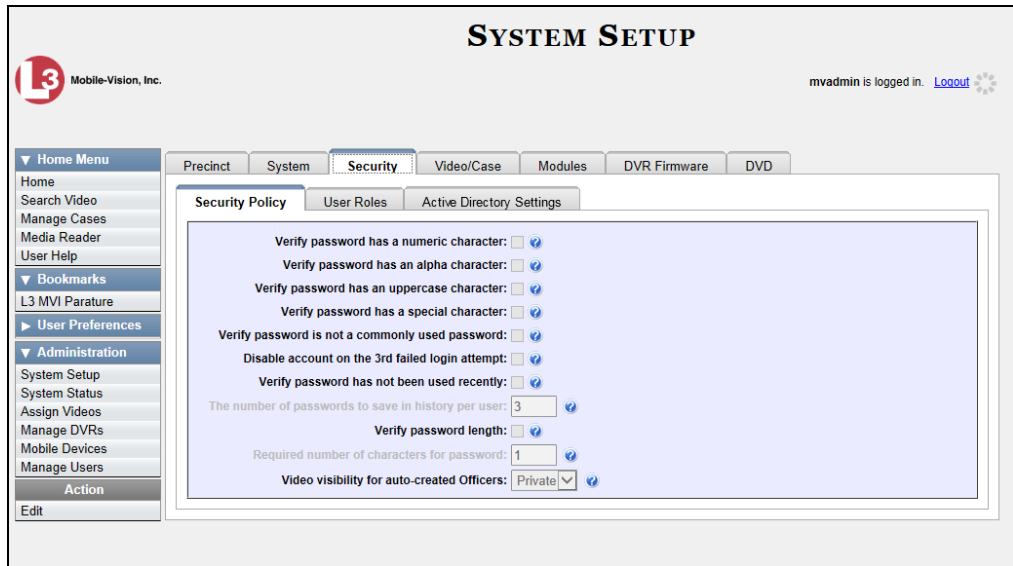 SYSTEM SETUP
L3 Mobile-Vision, Inc.
mvadmin is logged in. Logout
▼ Home Menu
Home
Search Video
Manage Cases
Media Reader
User Help
▼ Bookmarks
L3 MVI Parature
▶ User Preferences
▼ Administration
System Setup
System Status
Assign Videos
Manage DVRs
Mobile Devices
Manage Users
Action
Edit
Precinct System Security Video/Case Modules DVR Firmware DVD
Security Policy User Roles Active Directory Settings
Verify password has a numeric character: ?
Verify password has an alpha character: ?
Verify password has an uppercase character: ?
Verify password has a special character: ?
Verify password is not a commonly used password: ?
Disable account on the 3rd failed login attempt: ?
Verify password has not been used recently: ?
The number of passwords to save in history per user: 3 ?
Verify password length: ?
Required number of characters for password: 1 ?
Video visibility for auto-created Officers: Private ?